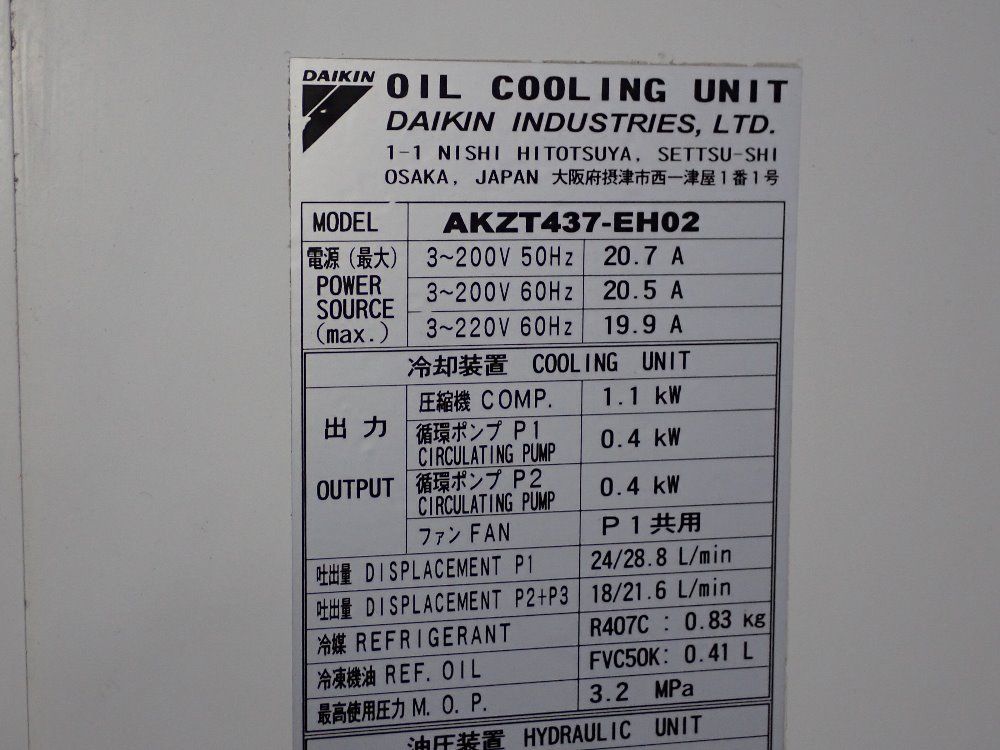 DAIKIN OIL COOLING UNIT
DAIKIN INDUSTRIES, LTD.
1-1 NISHI HITOTSUYA, SETTSU-SHI
OSAKA, JAPAN 大阪府摂津市西一津屋1番1号
MODEL AKZT437-EH02
電源(最大) 3~200V 50Hz 20.7 A
POWER SOURCE 3~200V 60Hz 20.5 A
(max.) 3~220V 60Hz 19.9 A
冷却装置 COOLING UNIT
出力 OUTPUT
圧縮機 COMP. 1.1 kW
循環ポンプ P1 0.4 kW
CIRCULATING PUMP
循環ポンプ P2 0.4 kW
CIRCULATING PUMP
ファン FAN P1共用
吐出量 DISPLACEMENT P1 24/28.8 L/min
吐出量 DISPLACEMENT P2+P3 18/21.6 L/min
冷媒 REFRIGERANT R407C : 0.83 kg
冷凍機油 REF. OIL FVC50K: 0.41 L
最高使用圧力 M. O. P. 3.2 MPa
油圧装置 HYDRAULIC UNIT